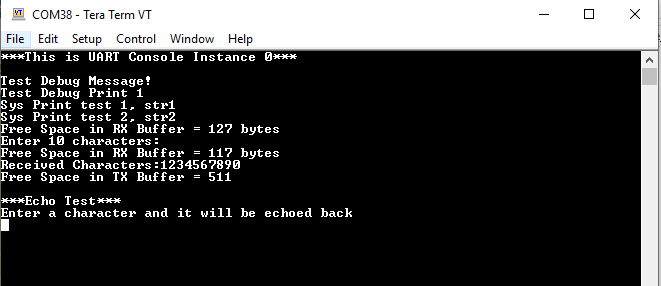 COM38 - Tera Term VT
File Edit Setup Control Window Help
***This is UART Console Instance 0***
Test Debug Message!
Test Debug Print 1
Sys Print test 1, str1
Sys Print test 2, str2
Free Space in RX Buffer = 127 bytes
Enter 10 characters:
Free Space in RX Buffer = 117 bytes
Received Characters:1234567890
Free Space in TX Buffer = 511
***Echo Test***
Enter a character and it will be echoed back